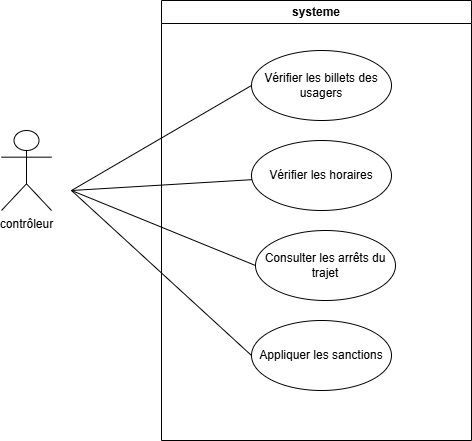 systeme
Vérifier les billets des
usagers
Vérifier les horaires
contrôleur
Consulter les arrêts du
trajet
Appliquer les sanctions